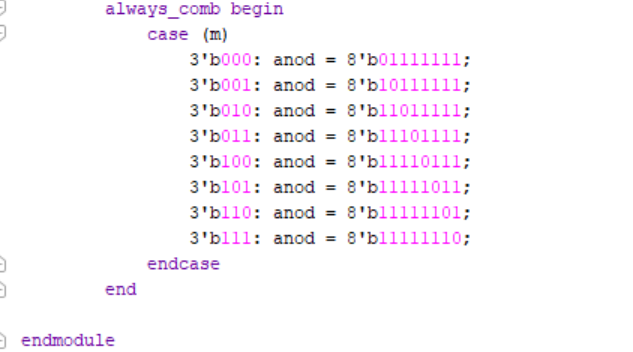 always_comb begin
case (m)
3'b000: anod = 8'b01111111;
3'b001: anod = 8'b10111111;
3'b010: anod = 8'b11011111;
3'b011: anod = 8'b11101111;
3'b100: anod = 8'b11110111;
3'b101: anod = 8'b11111011;
3'b110: anod = 8'b11111101;
3'b111: anod = 8'b11111110;
endcase
end
endmodule